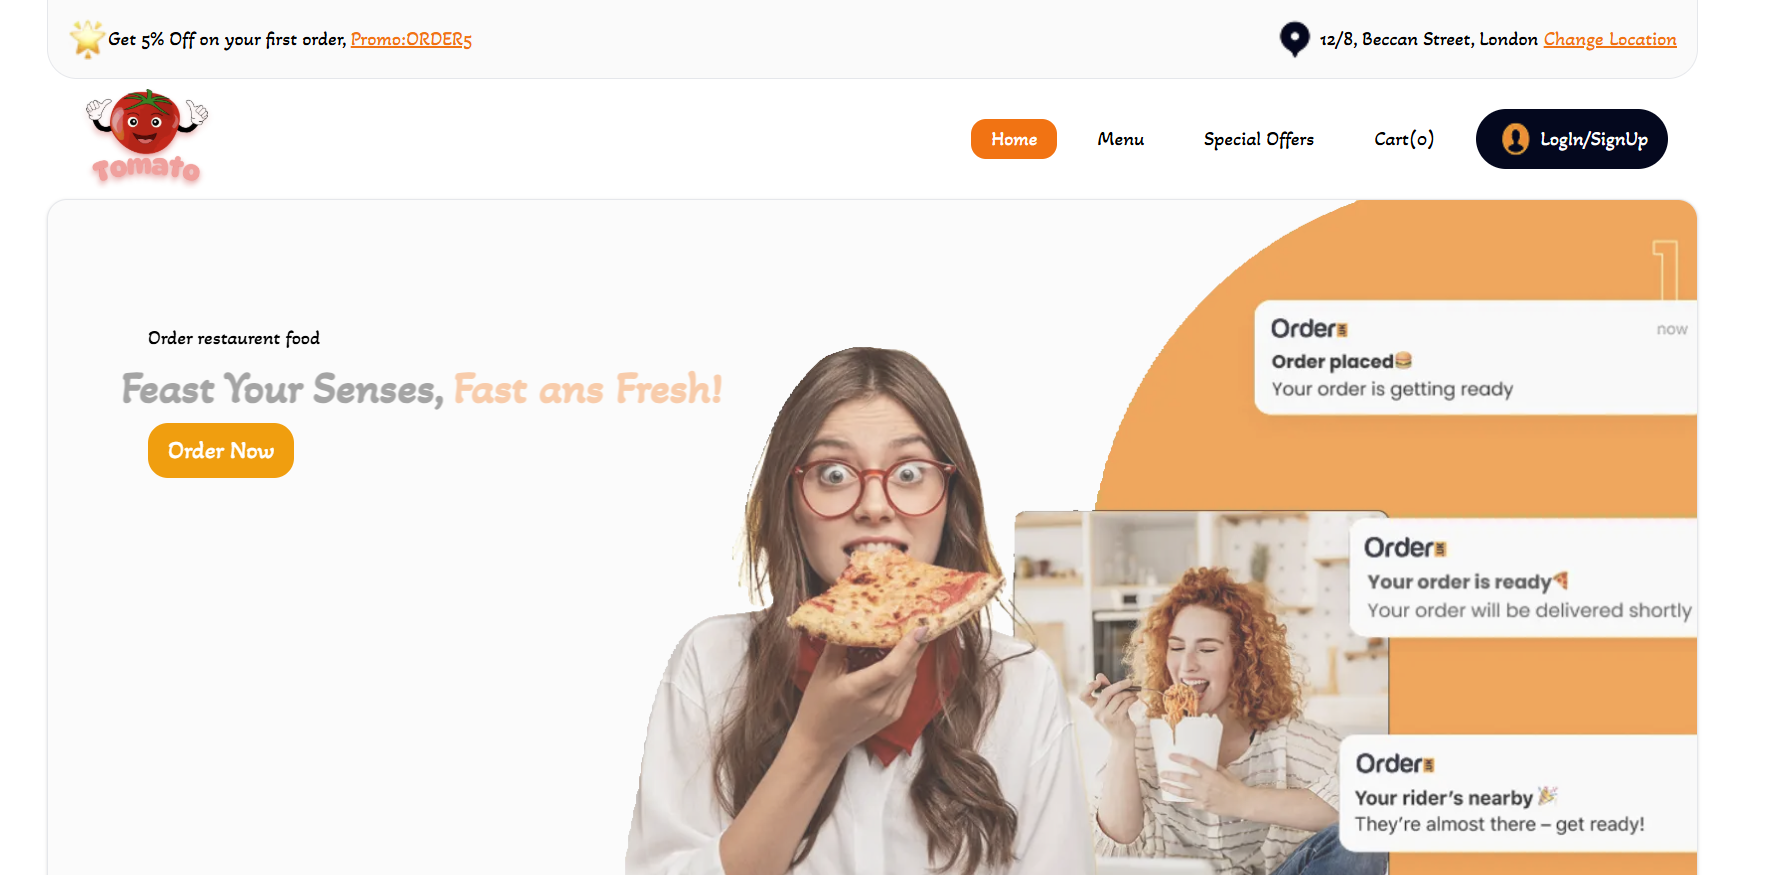 Get 5% Off on your first order, Promo:ORDER5
12/8, Beccan Street, London Change Location
Tomato
Home
Menu
Special Offers
Cart(0)
LogIn/SignUp
Order restaurent food
Feast Your Senses, Fast ans Fresh!
Order Now
1
Order
now
Order placed
Your order is getting ready
Order
Your order is ready
Your order will be delivered shortly
Order
Your rider's nearby
They're almost there – get ready!